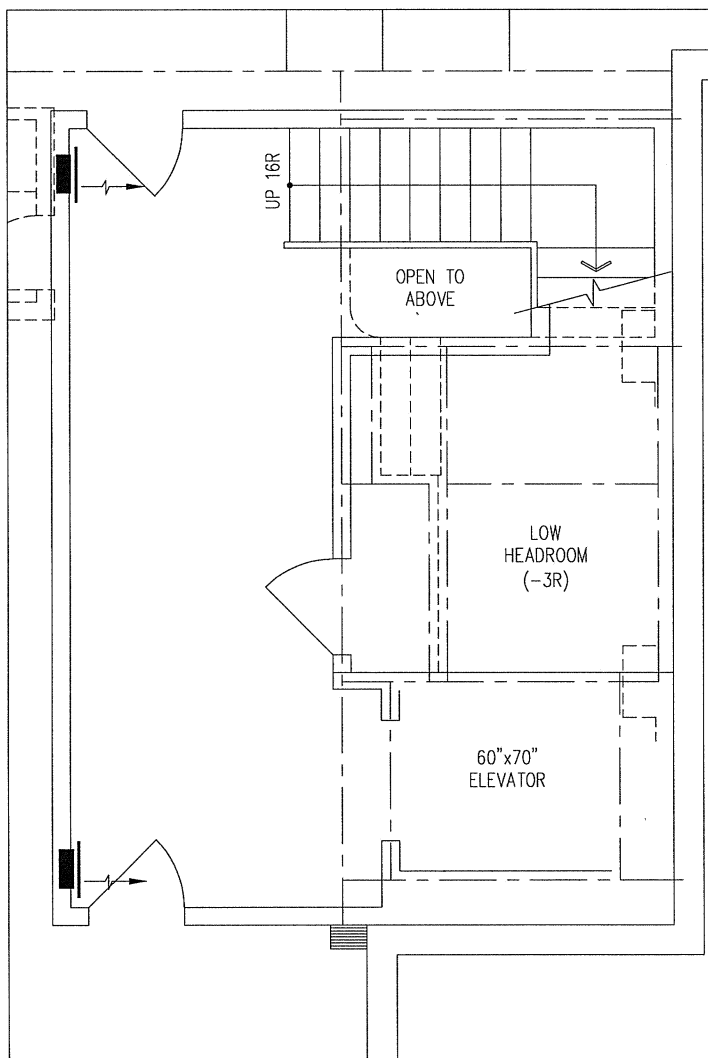 UP 16R
OPEN TO
ABOVE
LOW
HEADROOM
(-3R)
60"x70"
ELEVATOR